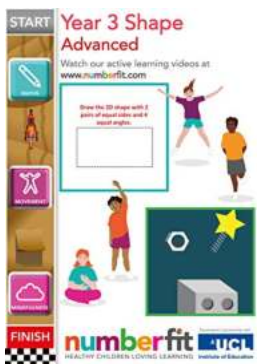 START
Year 3 Shape
Advanced
Watch our active learning videos at
www.numberfit.com
Draw the 2D shape with 2
pairs of equal sides and 4
equal angles.
MOVEMENT
MINDFULNESS
FINISH
numberfit
HEALTHY CHILDREN LOVING LEARNING
UCL
Institute of Education